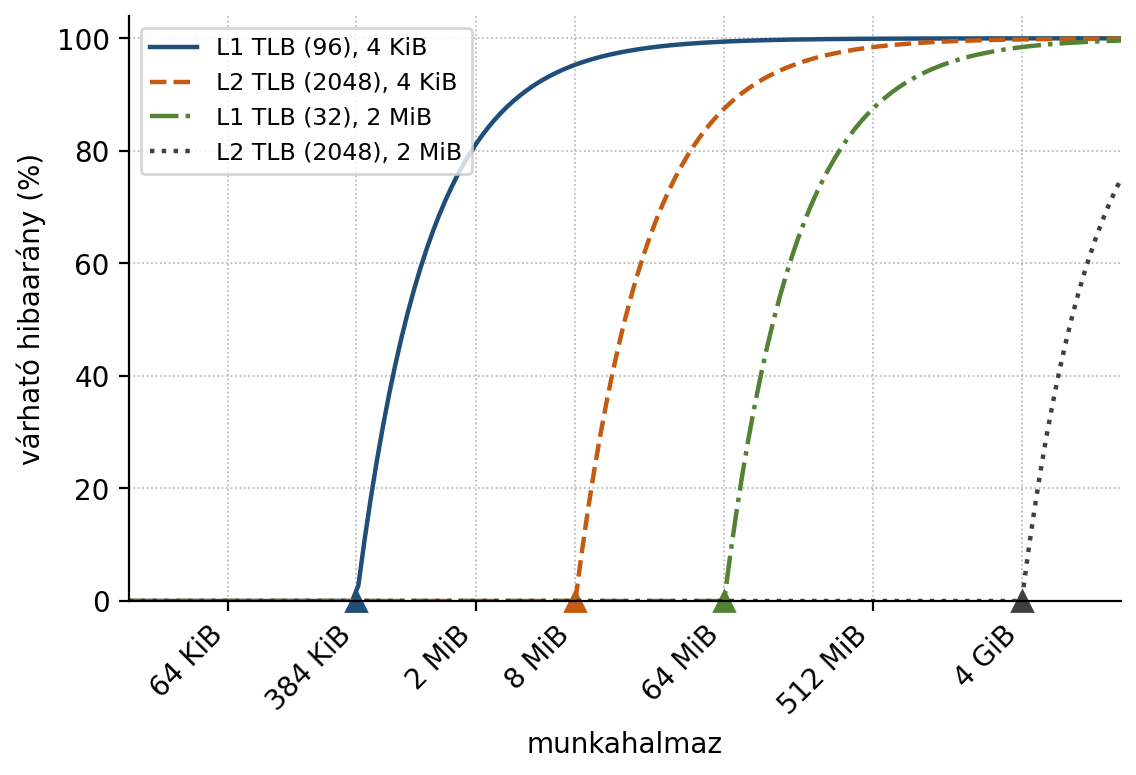 L1 TLB (96), 4 KiB
L2 TLB (2048), 4 KiB
L1 TLB (32), 2 MiB
L2 TLB (2048), 2 MiB
várható hibaarány (%)
100
80
60
40
20
0
64 KiB
384 KiB
2 MiB
8 MiB
64 MiB
512 MiB
4 GiB
munkahalmaz